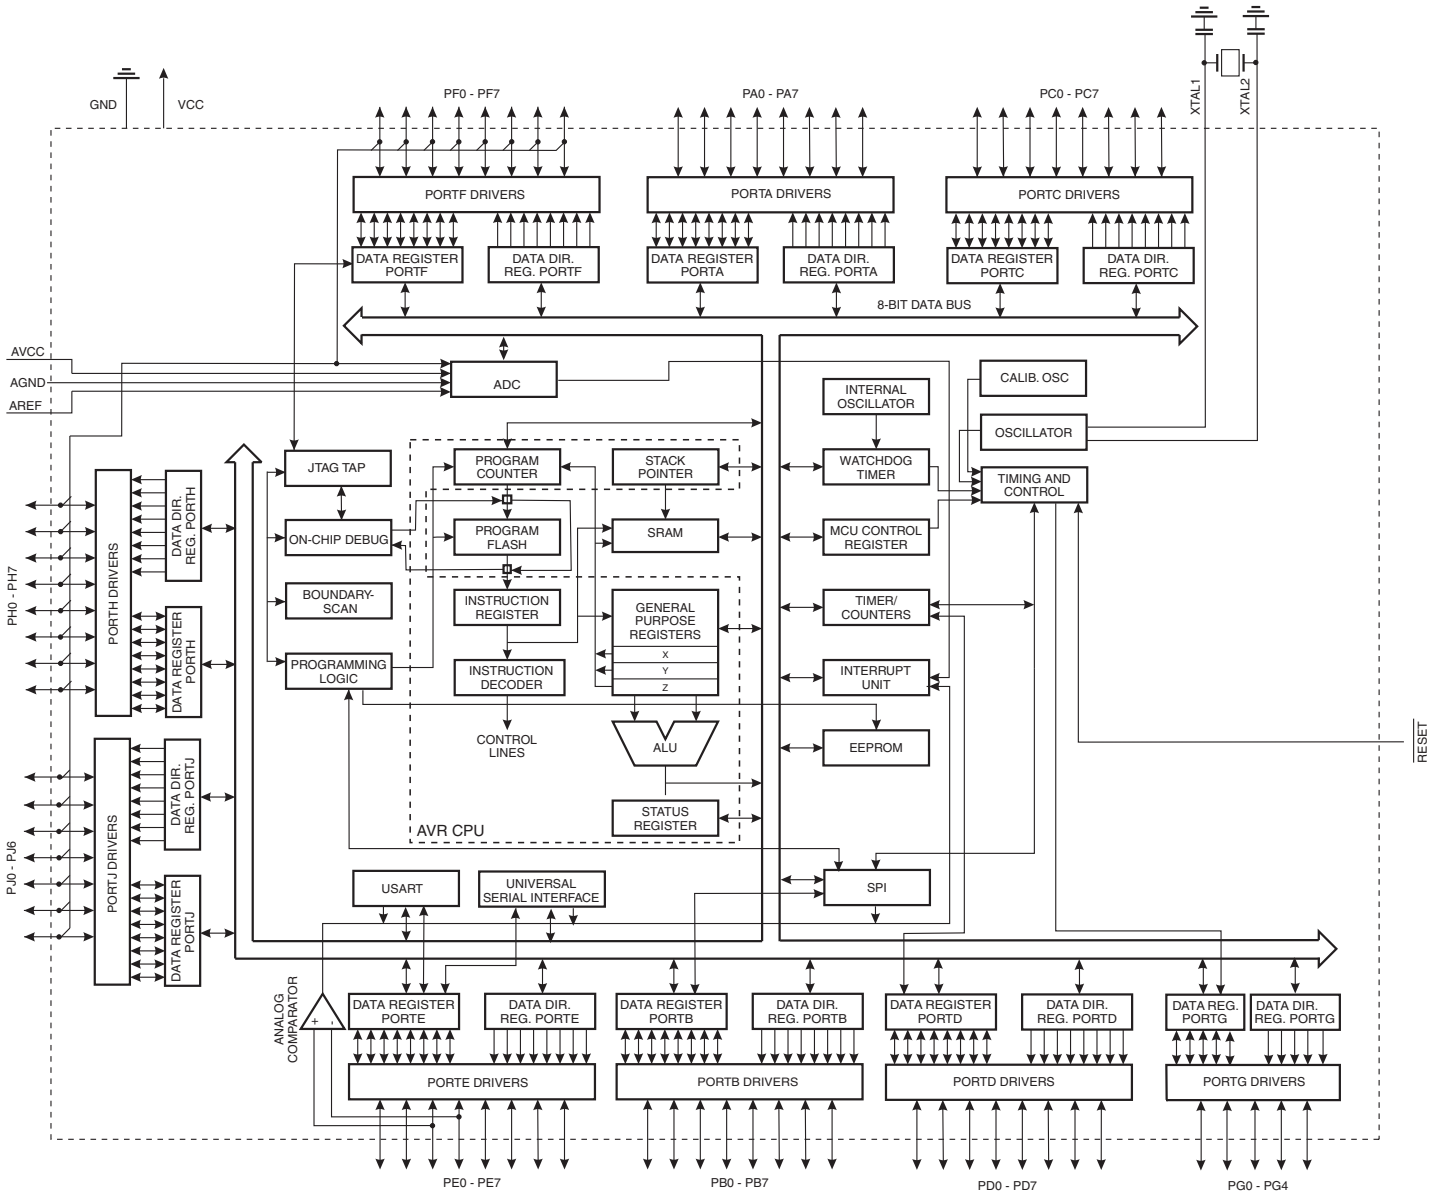 XTAL1
XTAL2
GND
VCC
PF0 - PF7
PA0 - PA7
PC0 - PC7
PORTF DRIVERS
PORTA DRIVERS
PORTC DRIVERS
DATA REGISTER
PORTF
DATA DIR.
REG. PORTF
DATA REGISTER
PORTA
DATA DIR.
REG. PORTA
DATA REGISTER
PORTC
DATA DIR.
REG. PORTC
8-BIT DATA BUS
AVCC
AGND
AREF
ADC
CALIB. OSC
INTERNAL
OSCILLATOR
OSCILLATOR
JTAG TAP
PROGRAM
COUNTER
STACK
POINTER
WATCHDOG
TIMER
TIMING AND
CONTROL
ON-CHIP DEBUG
PROGRAM
FLASH
SRAM
MCU CONTROL
REGISTER
BOUNDARY-
SCAN
INSTRUCTION
REGISTER
GENERAL
PURPOSE
REGISTERS
X
Y
Z
TIMER/
COUNTERS
PROGRAMMING
LOGIC
INSTRUCTION
DECODER
INTERRUPT
UNIT
CONTROL
LINES
ALU
EEPROM
RESET
STATUS
REGISTER
AVR CPU
PH0 - PH7
PORTH DRIVERS
DATA DIR.
REG. PORTH
DATA REGISTER
PORTH
PJ0 - PJ6
PORTJ DRIVERS
DATA DIR.
REG. PORTJ
DATA REGISTER
PORTJ
USART
UNIVERSAL
SERIAL INTERFACE
SPI
ANALOG
COMPARATOR
+
-
DATA REGISTER
PORTE
DATA DIR.
REG. PORTE
DATA REGISTER
PORTB
DATA DIR.
REG. PORTB
DATA REGISTER
PORTD
DATA DIR.
REG. PORTD
DATA REG.
PORTG
DATA DIR.
REG. PORTG
PORTE DRIVERS
PORTB DRIVERS
PORTD DRIVERS
PORTG DRIVERS
PE0 - PE7
PB0 - PB7
PD0 - PD7
PG0 - PG4